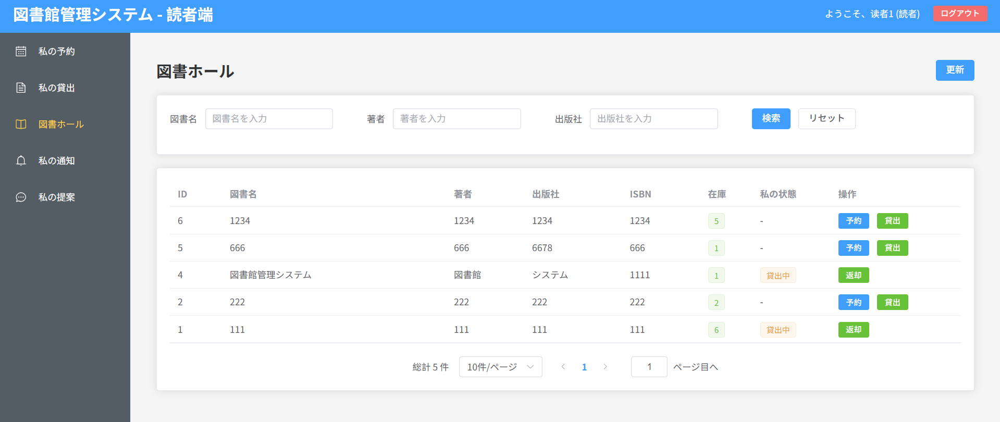 図書館管理システム - 読者端
ようこそ、读者1 (読者) ログアウト
私の予約
私の貸出
図書ホール
私の通知
私の提案
図書ホール
更新
図書名 図書名を入力 著者 著者を入力 出版社 出版社を入力 検索 リセット
ID 図書名 著者 出版社 ISBN 在庫 私の状態 操作
6 1234 1234 1234 1234 5 - 予約 貸出
5 666 666 6678 666 1 - 予約 貸出
4 図書館管理システム 図書館 システム 1111 1 貸出中 返却
2 222 222 222 222 2 - 予約 貸出
1 111 111 111 111 6 貸出中 返却
総計 5 件 10件/ページ 1 1 ページ目へ